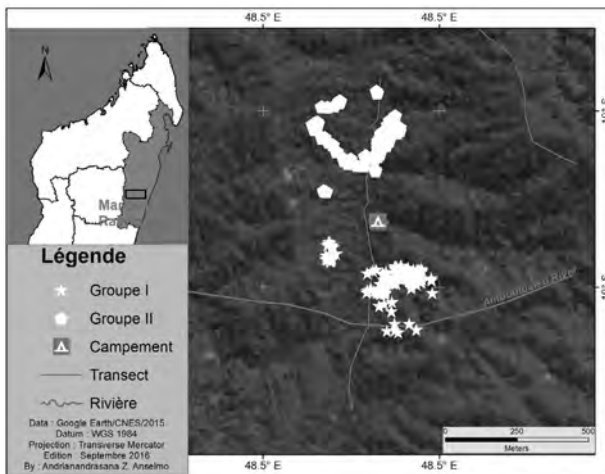 48.5° E 48.5° E
N
Légende
Groupe I
Groupe II
Campement
Transect
Rivière
Data : Google Earth/CNES/2015
Datum : WGS 1984
Projection : Transverse Mercator
Edition Septembre 2016
By : Andrianandrasana Z. Anselmo
River
0 250 500
Meters
48.5° E 48.5° E